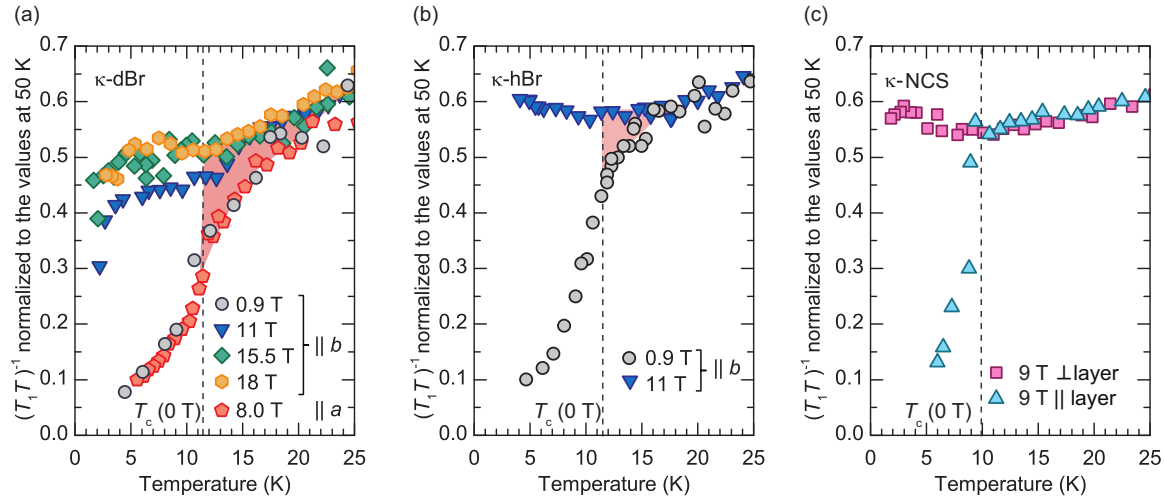 (a)
(T₁T)⁻¹ normalized to the values at 50 K
0.7
0.6
0.5
0.4
0.3
0.2
0.1
0.0
κ-dBr
0.9 T
11 T
15.5 T
18 T
|| b
8.0 T
|| a
Tc (0 T)
0 5 10 15 20 25
Temperature (K)
(b)
(T₁T)⁻¹ normalized to the values at 50 K
0.7
0.6
0.5
0.4
0.3
0.2
0.1
0.0
κ-hBr
0.9 T
11 T
|| b
Tc (0 T)
0 5 10 15 20 25
Temperature (K)
(c)
(T₁T)⁻¹ normalized to the values at 50 K
0.7
0.6
0.5
0.4
0.3
0.2
0.1
0.0
κ-NCS
9 T ⊥layer
9 T || layer
Tc (0 T)
0 5 10 15 20 25
Temperature (K)